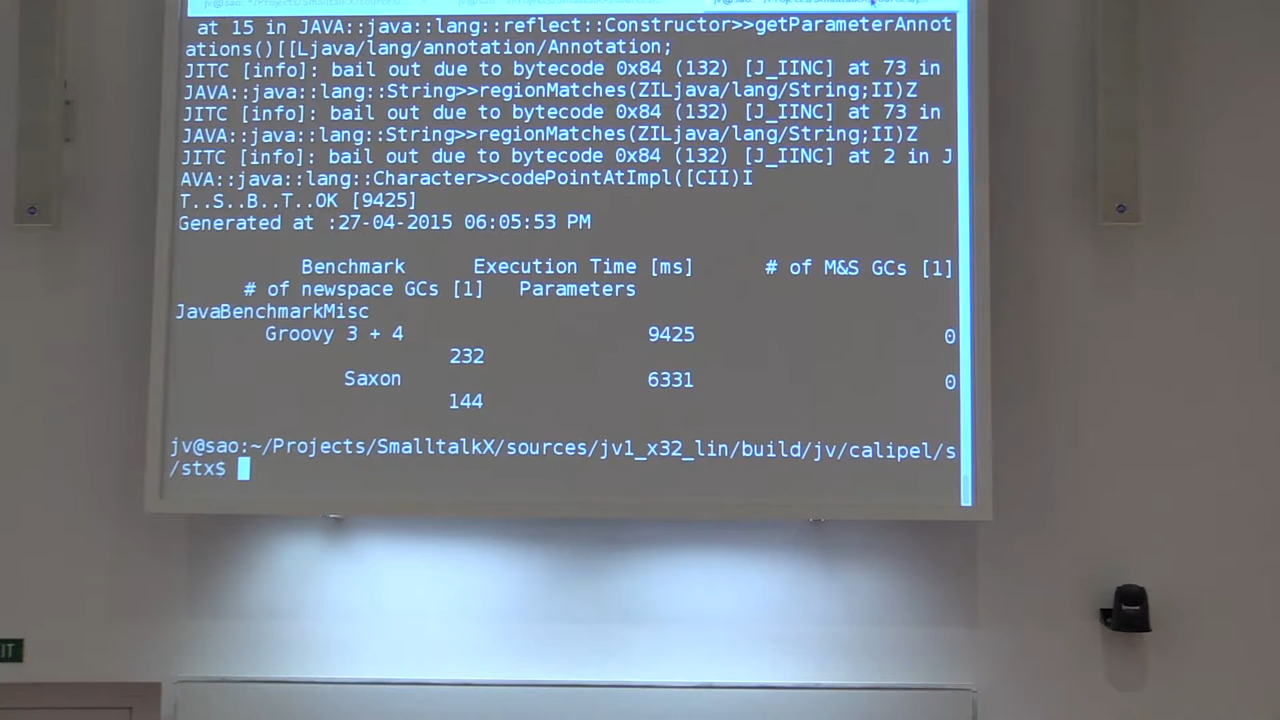 at 15 in JAVA::java::lang::reflect::Constructor>>getParameterAnnot
ations()[[Ljava/lang/annotation/Annotation;
JITC [info]: bail out due to bytecode 0x84 (132) [J_IINC] at 73 in
JAVA::java::lang::String>>regionMatches(ZILjava/lang/String;II)Z
JITC [info]: bail out due to bytecode 0x84 (132) [J_IINC] at 73 in
JAVA::java::lang::String>>regionMatches(ZILjava/lang/String;II)Z
JITC [info]: bail out due to bytecode 0x84 (132) [J_IINC] at 2 in J
AVA::java::lang::Character>>codePointAtImpl([CII)I
T..S..B..T..OK [9425]
Generated at :27-04-2015 06:05:53 PM
Benchmark Execution Time [ms] # of M&S GCs [1]
# of newspace GCs [1] Parameters
JavaBenchmarkMisc
Groovy 3 + 4 9425 0
232
Saxon 6331 0
144
jv@sao:~/Projects/SmalltalkX/sources/jv1_x32_lin/build/jv/calipel/s
/stx$
IT